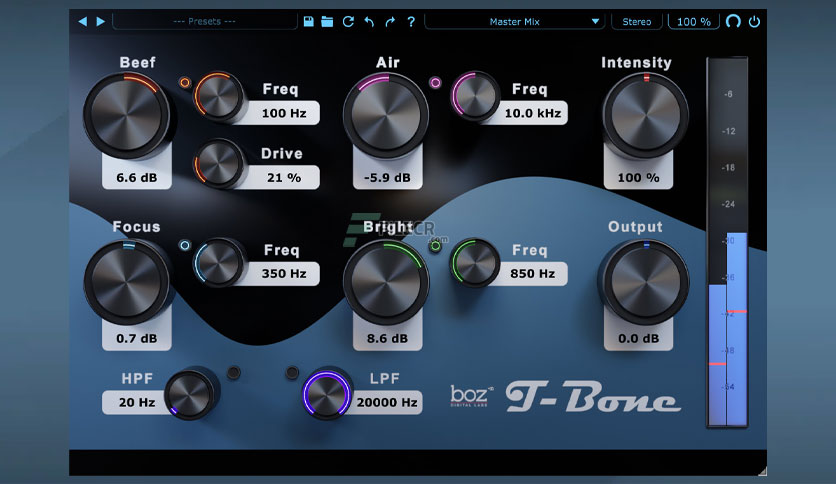 --- Presets --- ? Master Mix Stereo 100 %
Beef Air Intensity
Freq Freq
100 Hz 10.0 kHz
Drive
6.6 dB 21 % -5.9 dB 100 %
-6
-12
-18
-24
Focus Bright Output
.com
-30
Freq Freq
350 Hz 850 Hz
-36
-42
0.7 dB 8.6 dB 0.0 dB
-48
HPF LPF
-54
20 Hz 20000 Hz
boz
DIGITAL LABS
T-Bone